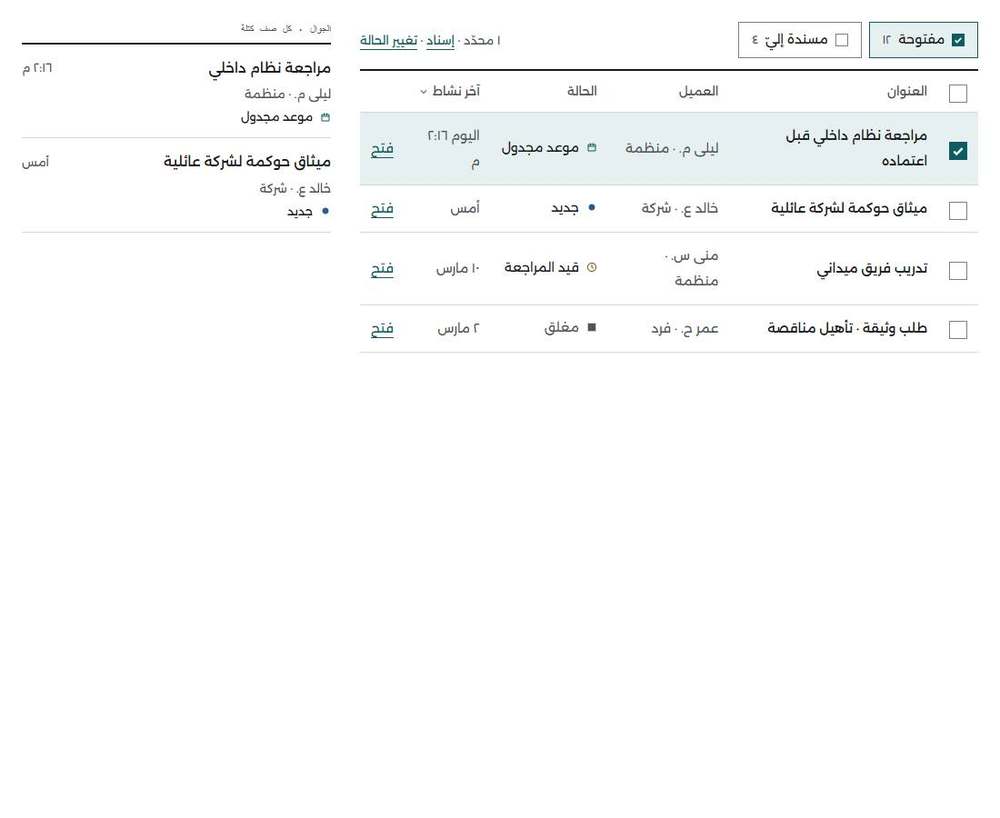 مفتوحة ١٢
مسندة إليّ ٤
١ محدّد · إسناد · تغيير الحالة
العنوان العميل الحالة آخر نشاط
مراجعة نظام داخلي قبل
اعتماده
ليلى م. · منظمة
موعد مجدول
اليوم ٢:١٦
م
فتح
ميثاق حوكمة لشركة عائلية خالد ع. · شركة جديد أمس فتح
تدريب فريق ميداني
منى س. ·
منظمة
قيد المراجعة
١٠ مارس
فتح
طلب وثيقة · تأهيل مناقصة عمر ح. · فرد مغلق ٢ مارس فتح
الجوال · كل صف كتلة
مراجعة نظام داخلي ٢:١٦ م
ليلى م. · منظمة
موعد مجدول
ميثاق حوكمة لشركة عائلية أمس
خالد ع. · شركة
جديد